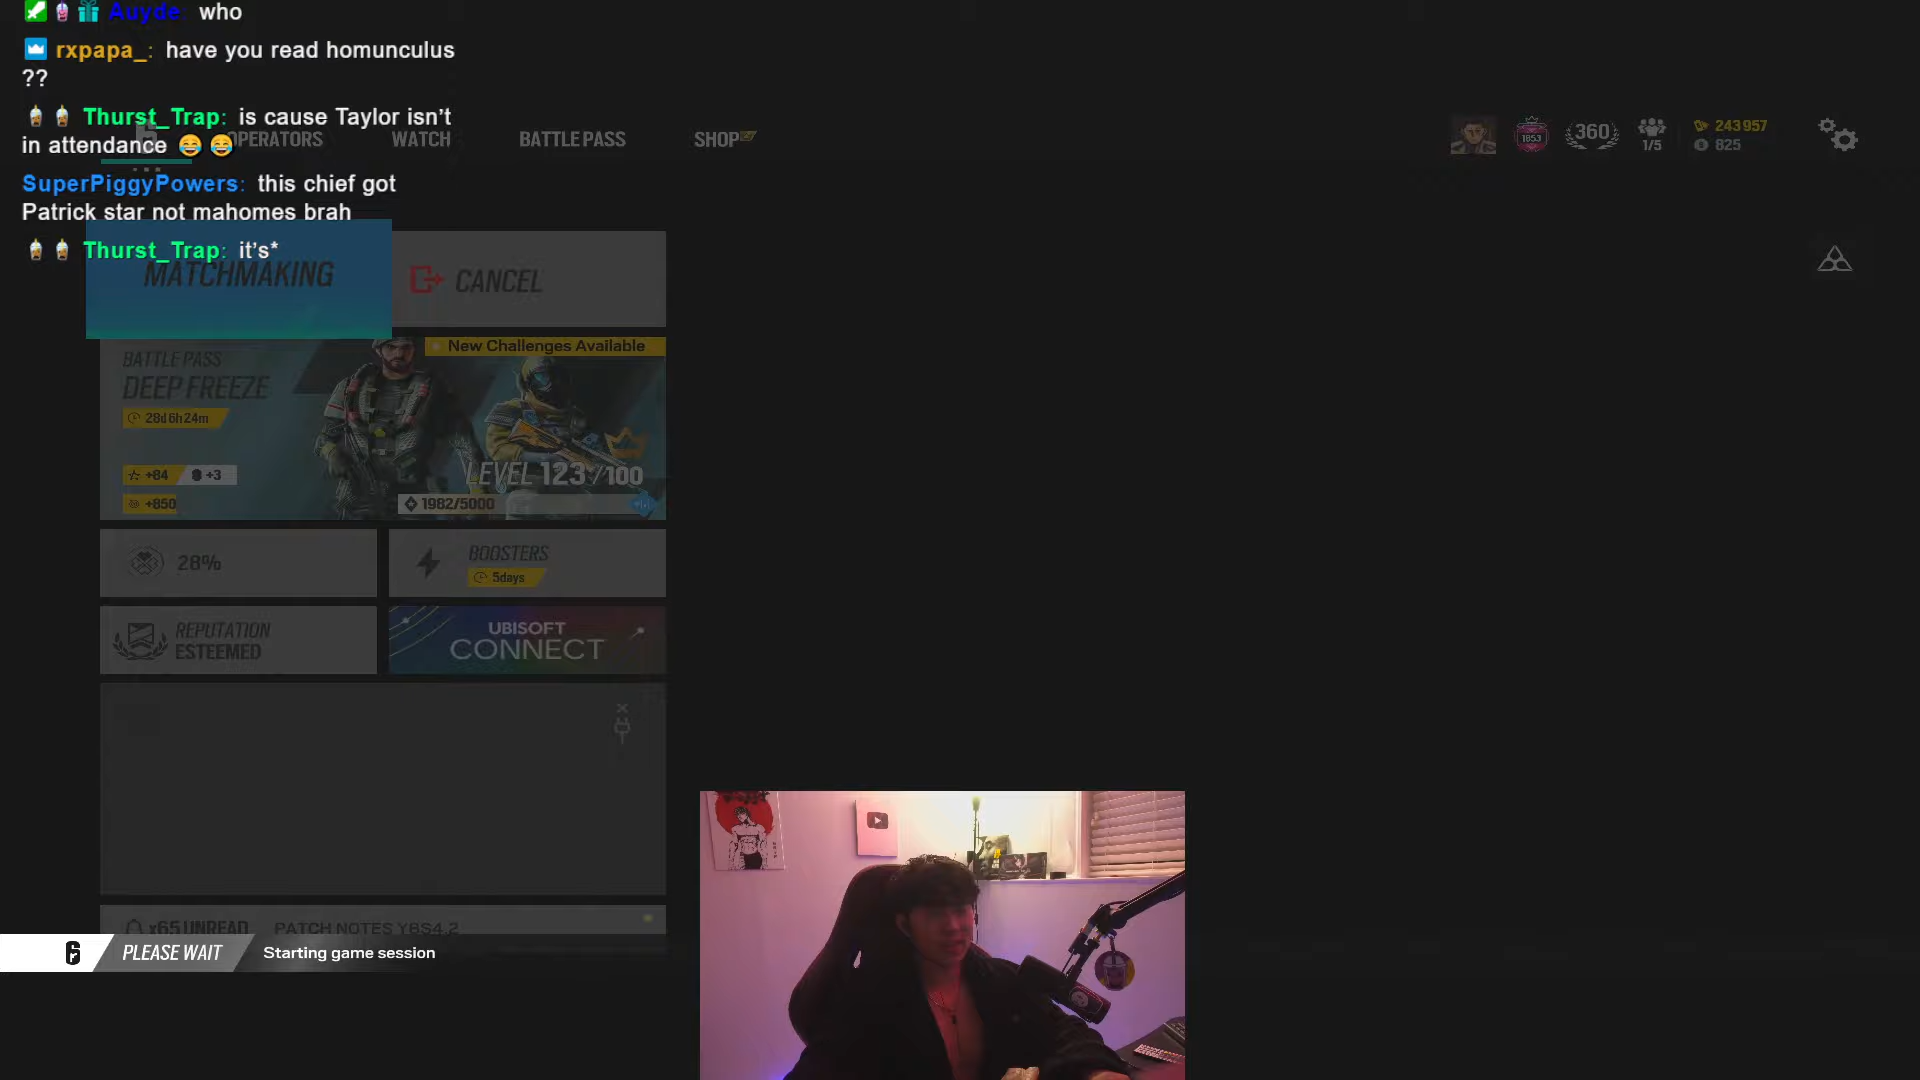 Auyde: who
rxpapa_: have you read homunculus
??
Thurst_Trap: is cause Taylor isn't
in attendance 😂 😂
SuperPiggyPowers: this chief got
Patrick star not mahomes brah
Thurst_Trap: it's*
OPERATORS
WATCH
BATTLE PASS
SHOP
1853
360
1/5
243 957
825
MATCHMAKING
CANCEL
New Challenges Available
BATTLE PASS
DEEP FREEZE
28d 6h 24m
+84
+3
+850
LEVEL 123 /100
1982/5000
28%
BOOSTERS
5days
REPUTATION
ESTEEMED
UBISOFT
CONNECT
x65 UNREAD
PATCH NOTES Y8S4.2
PLEASE WAIT
Starting game session